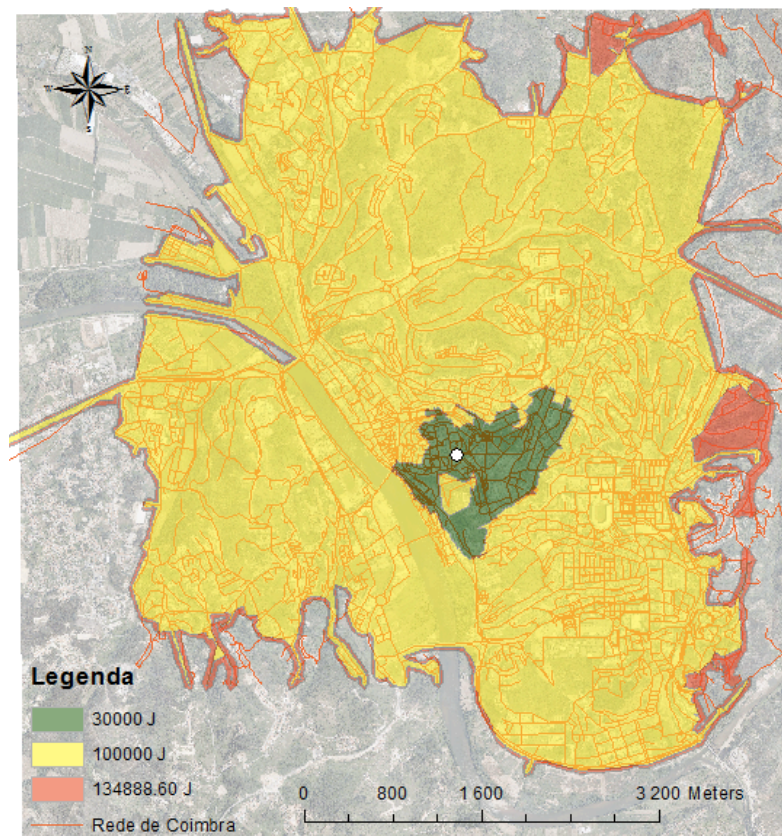 N
W E
S
Legenda
30000 J
100000 J
134888.60 J
Rede de Coimbra
0 800 1 600 3 200 Meters